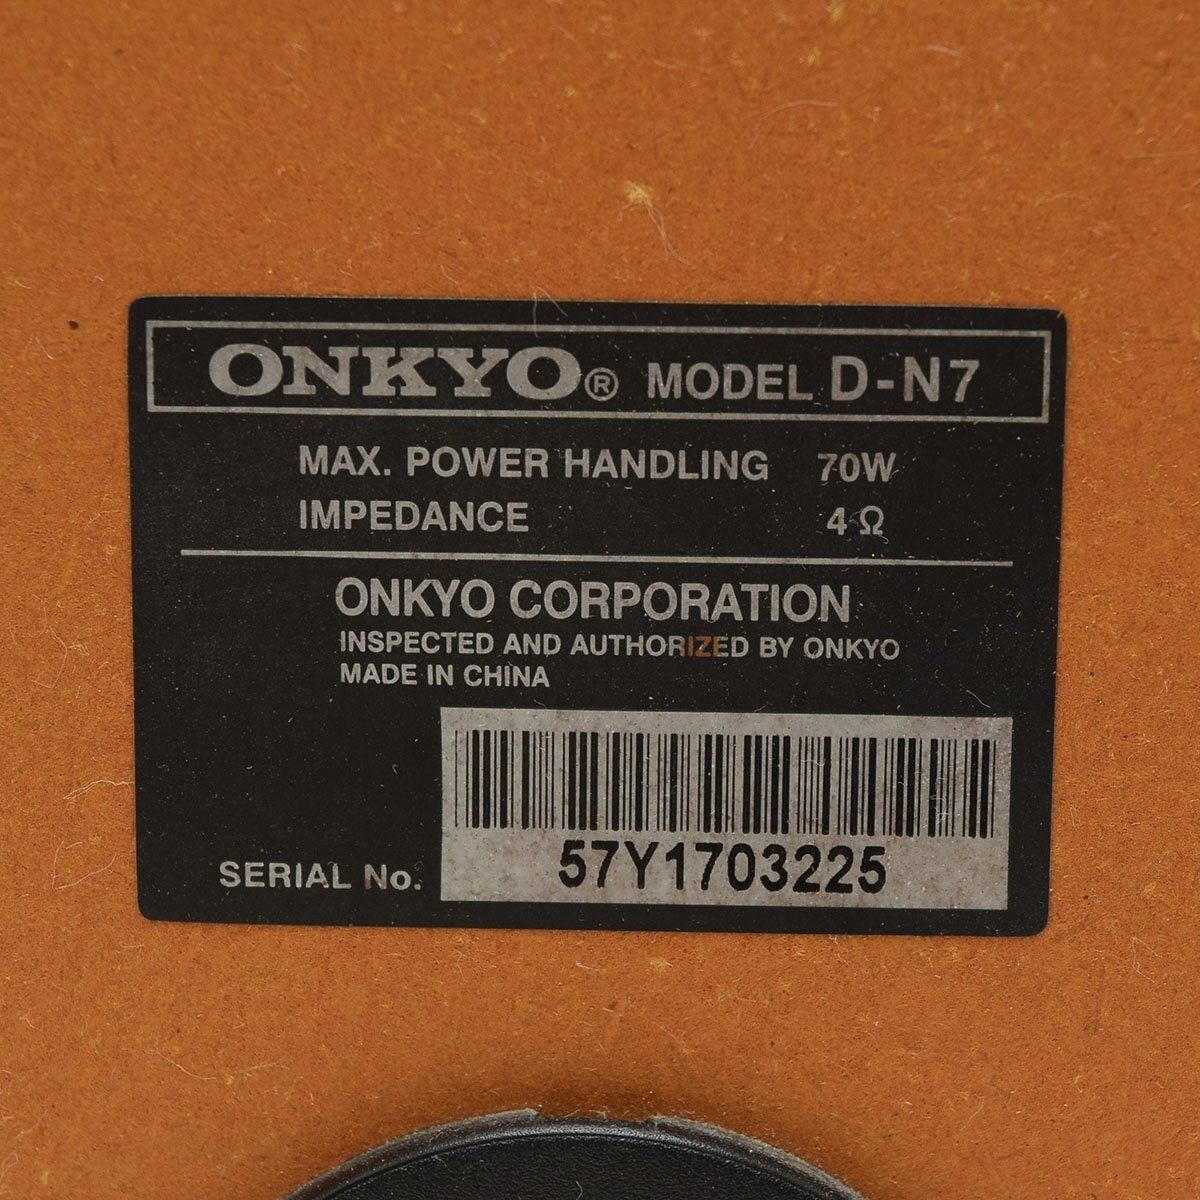 ONKYO® MODEL D-N7
MAX. POWER HANDLING 70W
IMPEDANCE 4 Ω
ONKYO CORPORATION
INSPECTED AND AUTHORIZED BY ONKYO
MADE IN CHINA
SERIAL No. 57Y1703225